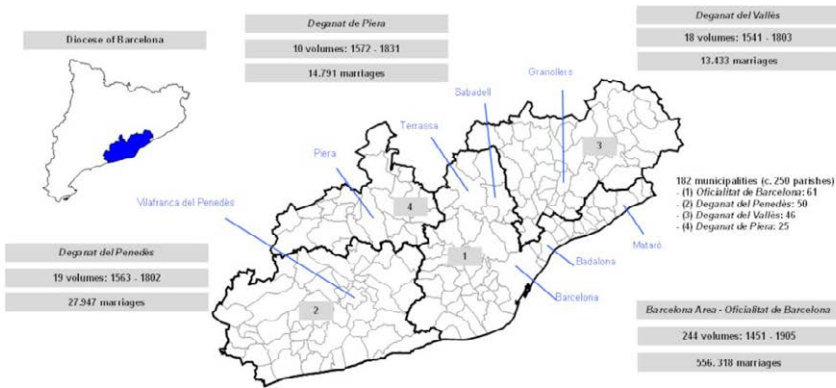 Diocese of Barcelona
Deganat de Piera
10 volumes: 1572 - 1831
14.791 marriages
Deganat del Vallès
18 volumes: 1541 - 1803
13.433 marriages
Granollers
Sabadell
Terrassa
Piera
Vilafranca del Penedès
3
4
1
2
182 municipalities (c. 250 parishes)
- (1) Oficialitat de Barcelona: 61
- (2) Deganat del Penedès: 50
- (3) Deganat del Vallès: 46
- (4) Deganat de Piera: 25
Mataró
Badalona
Barcelona
Deganat del Penedès
19 volumes: 1563 - 1802
27.947 marriages
Barcelona Area - Oficialitat de Barcelona
244 volumes: 1451 - 1905
556.318 marriages